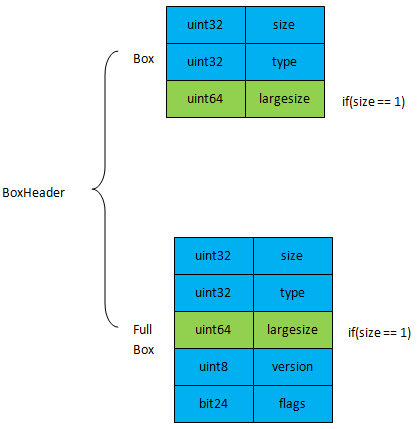 uint32 size
Box uint32 type
uint64 largesize if(size == 1)
BoxHeader
uint32 size
uint32 type
Full uint64 largesize if(size == 1)
Box uint8 version
bit24 flags